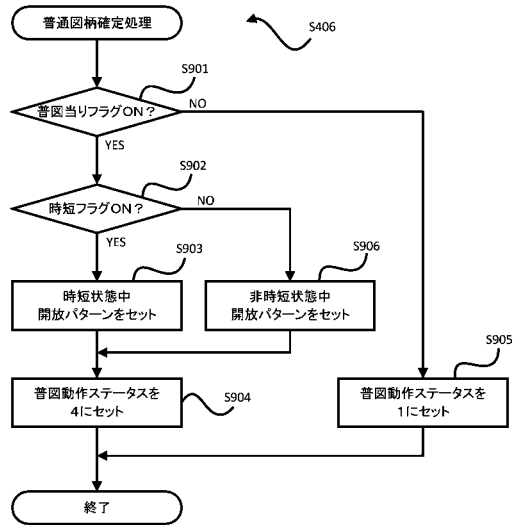 普通図柄確定処理
S406
S901
普図当りフラグON？
NO
YES
S902
時短フラグON？
NO
YES
S903
時短状態中
開放パターンをセット
S906
非時短状態中
開放パターンをセット
普図動作ステータスを
4にセット
S904
S905
普図動作ステータスを
1にセット
終了